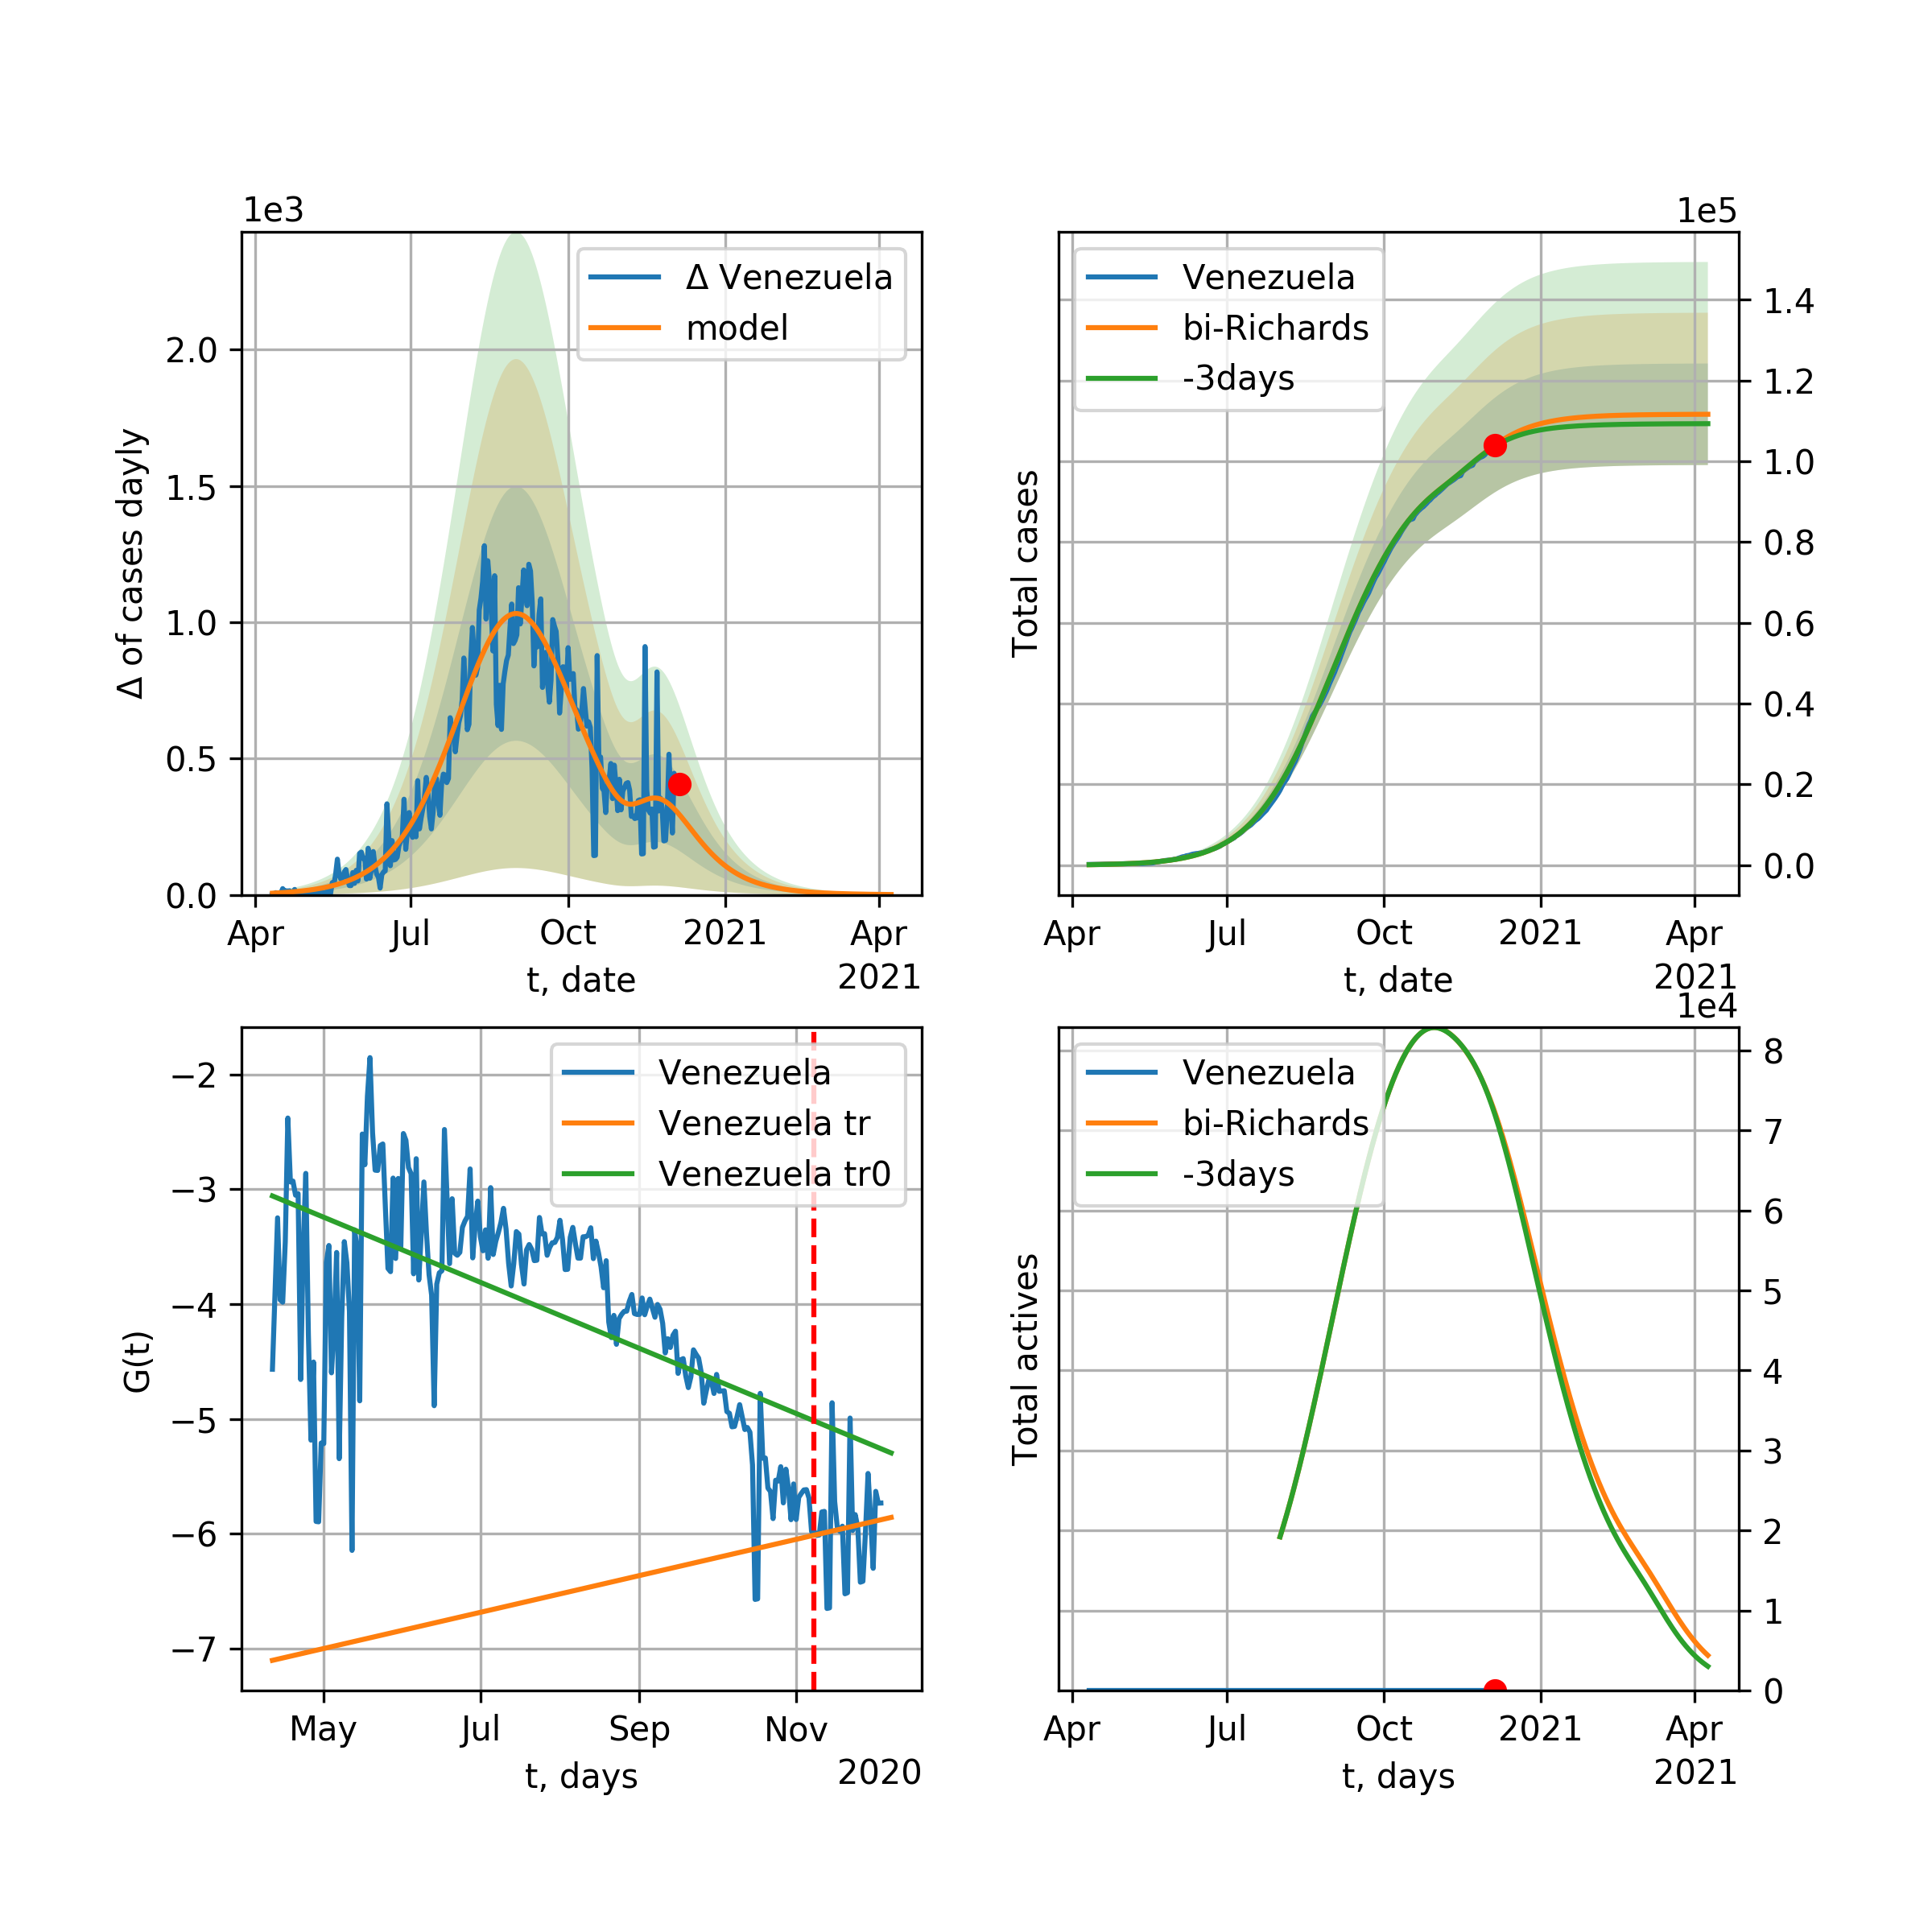 1e3
Δ of cases dayly
2.0
1.5
1.0
0.5
0.0
Δ Venezuela
model
Apr
Jul
Oct
2021
Apr
2021
t, date
1e5
Total cases
Venezuela
bi-Richards
-3days
1.4
1.2
1.0
0.8
0.6
0.4
0.2
0.0
Apr
Jul
Oct
2021
Apr
2021
t, date
G(t)
−2
−3
−4
−5
−6
−7
Venezuela
Venezuela tr
Venezuela tr0
May
Jul
Sep
Nov
2020
t, days
1e4
Total actives
Venezuela
bi-Richards
-3days
8
7
6
5
4
3
2
1
0
Apr
Jul
Oct
2021
Apr
2021
t, days